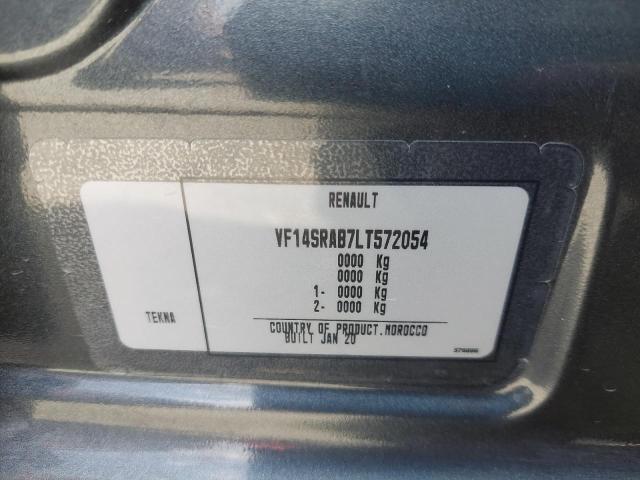 RENAULT
VF14SRAB7LT572054
0000 Kg
0000 Kg
1- 0000 Kg
2- 0000 Kg
TEKNA
COUNTRY OF PRODUCT.MOROCCO
BUILT JAN 20